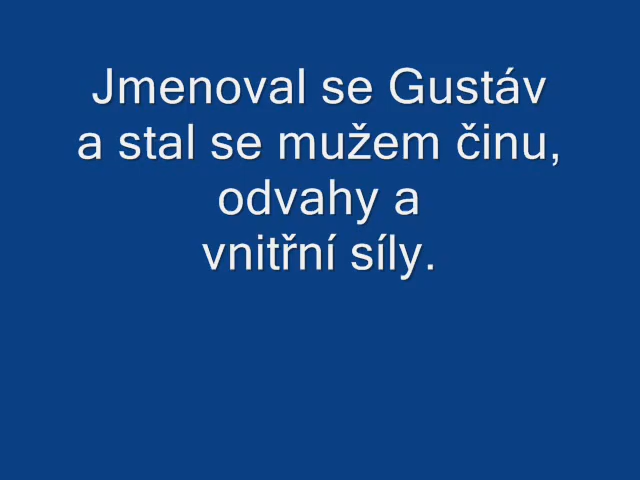 Jmenoval se Gustáv
a stal se mužem činu,
odvahy a
vnitřní síly.